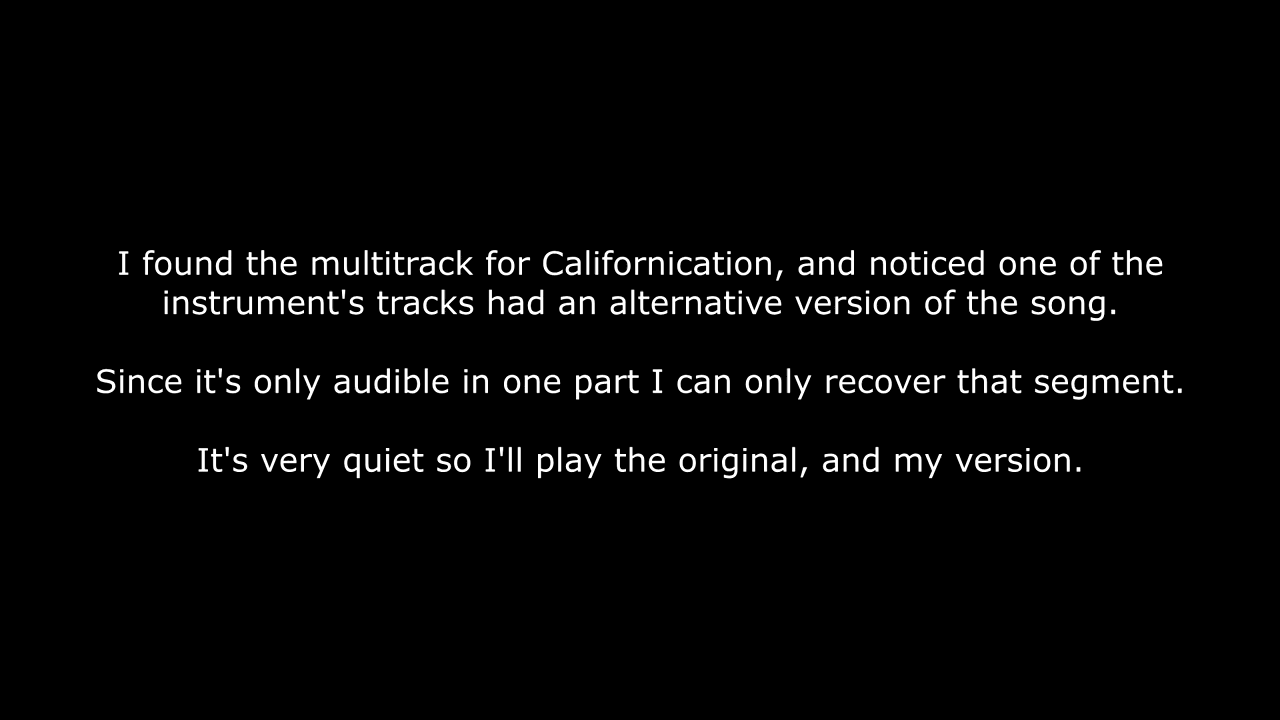 I found the multitrack for Californication, and noticed one of the
instrument's tracks had an alternative version of the song.
Since it's only audible in one part I can only recover that segment.
It's very quiet so I'll play the original, and my version.